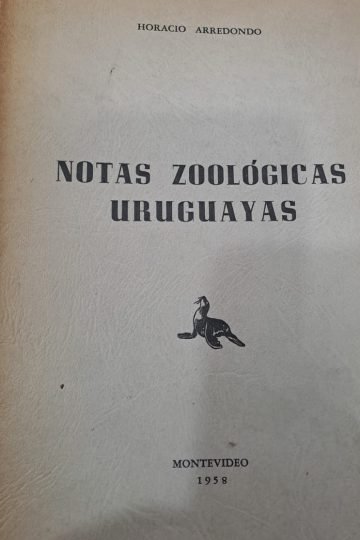 HORACIO ARREDONDO
NOTAS ZOOLÓGICAS
URUGUAYAS
MONTEVIDEO
1958